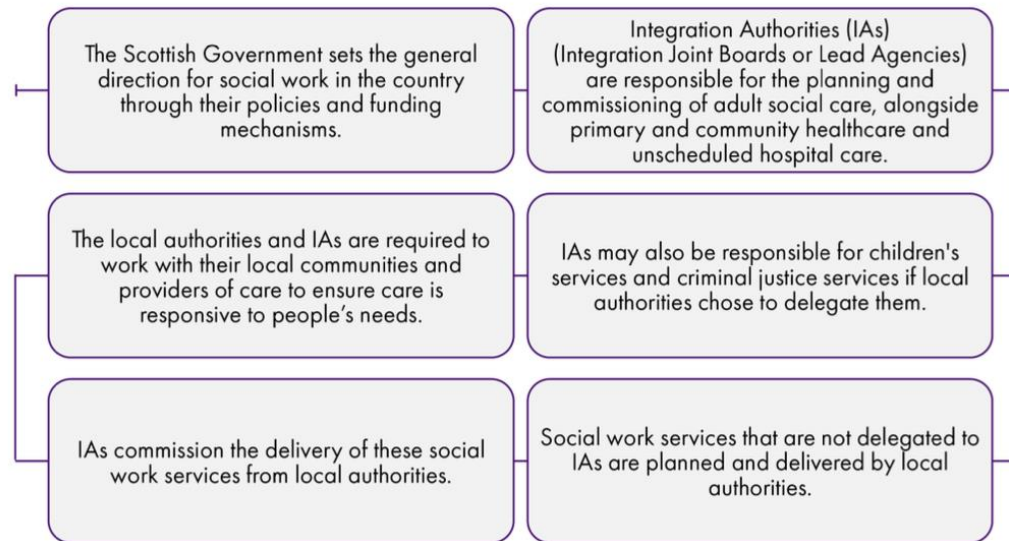 The Scottish Government sets the general
direction for social work in the country
through their policies and funding
mechanisms.
Integration Authorities (IAs)
(Integration Joint Boards or Lead Agencies)
are responsible for the planning and
commissioning of adult social care, alongside
primary and community healthcare and
unscheduled hospital care.
The local authorities and IAs are required to
work with their local communities and
providers of care to ensure care is
responsive to people’s needs.
IAs may also be responsible for children's
services and criminal justice services if local
authorities chose to delegate them.
IAs commission the delivery of these social
work services from local authorities.
Social work services that are not delegated to
IAs are planned and delivered by local
authorities.